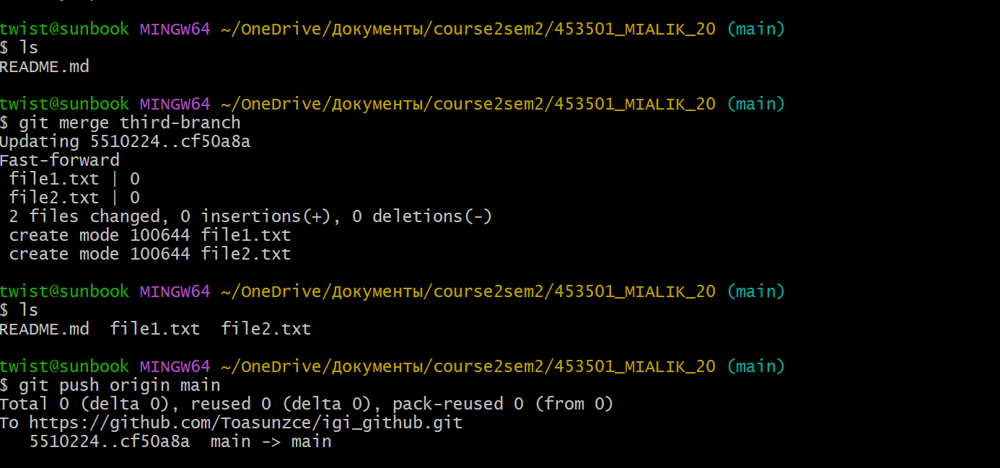 twist@sunbook MINGW64 ~/OneDrive/Документы/course2sem2/453501_MIALIK_20 (main)
$ ls
README.md
twist@sunbook MINGW64 ~/OneDrive/Документы/course2sem2/453501_MIALIK_20 (main)
$ git merge third-branch
Updating 5510224..cf50a8a
Fast-forward
 file1.txt | 0
 file2.txt | 0
 2 files changed, 0 insertions(+), 0 deletions(-)
 create mode 100644 file1.txt
 create mode 100644 file2.txt
twist@sunbook MINGW64 ~/OneDrive/Документы/course2sem2/453501_MIALIK_20 (main)
$ ls
README.md  file1.txt  file2.txt
twist@sunbook MINGW64 ~/OneDrive/Документы/course2sem2/453501_MIALIK_20 (main)
$ git push origin main
Total 0 (delta 0), reused 0 (delta 0), pack-reused 0 (from 0)
To https://github.com/Toasunzce/igi_github.git
   5510224..cf50a8a  main -> main